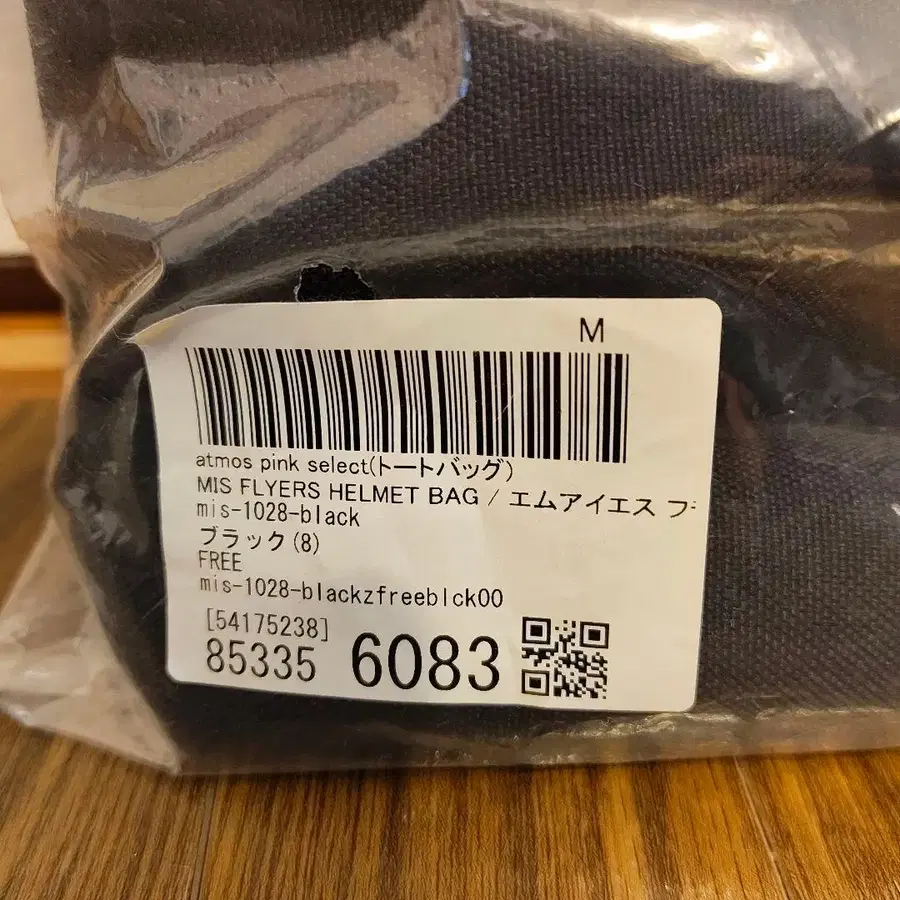 M
atmos pink select(トートバッグ)
MIS FLYERS HELMET BAG / エムアイエス フ
mis-1028-black
ブラック(8)
FREE
mis-1028-blackzfreeblck00
[54175238]
85335 6083